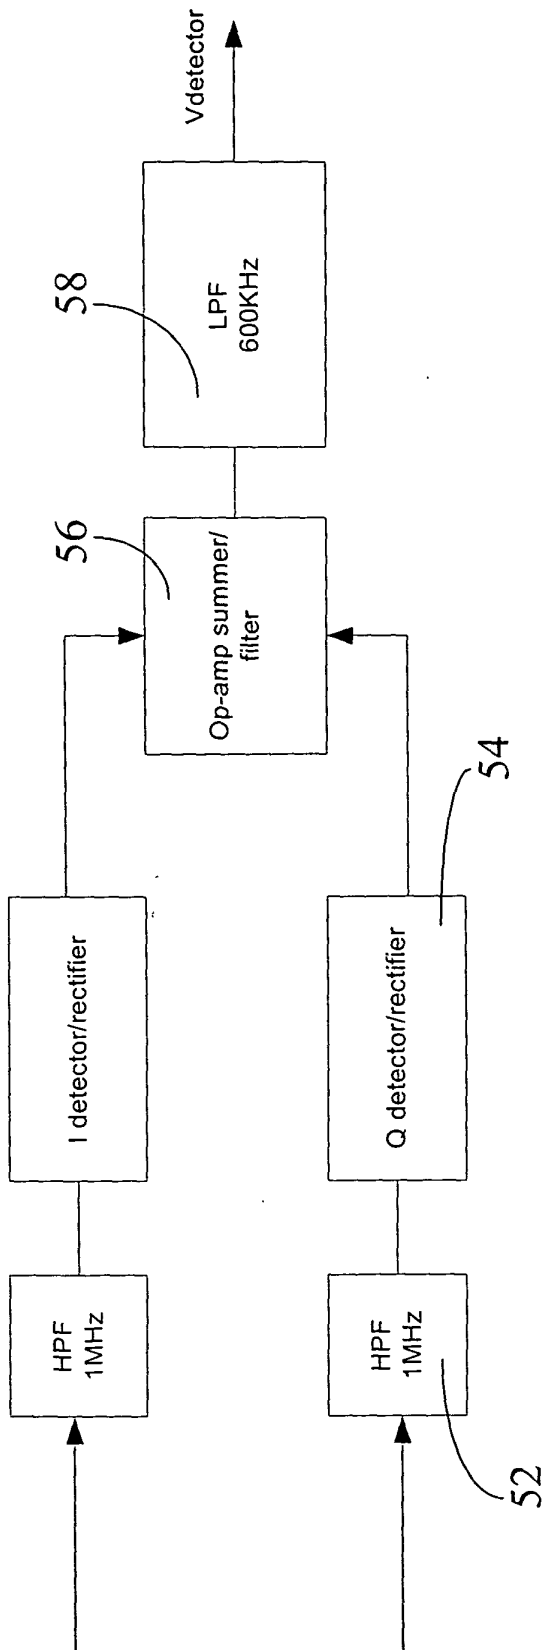 HPF
1MHz
I detector/rectifier
56
Op-amp summer/
filter
58
LPF
600KHz
Vdetector
HPF
1MHz
52
Q detector/rectifier
54